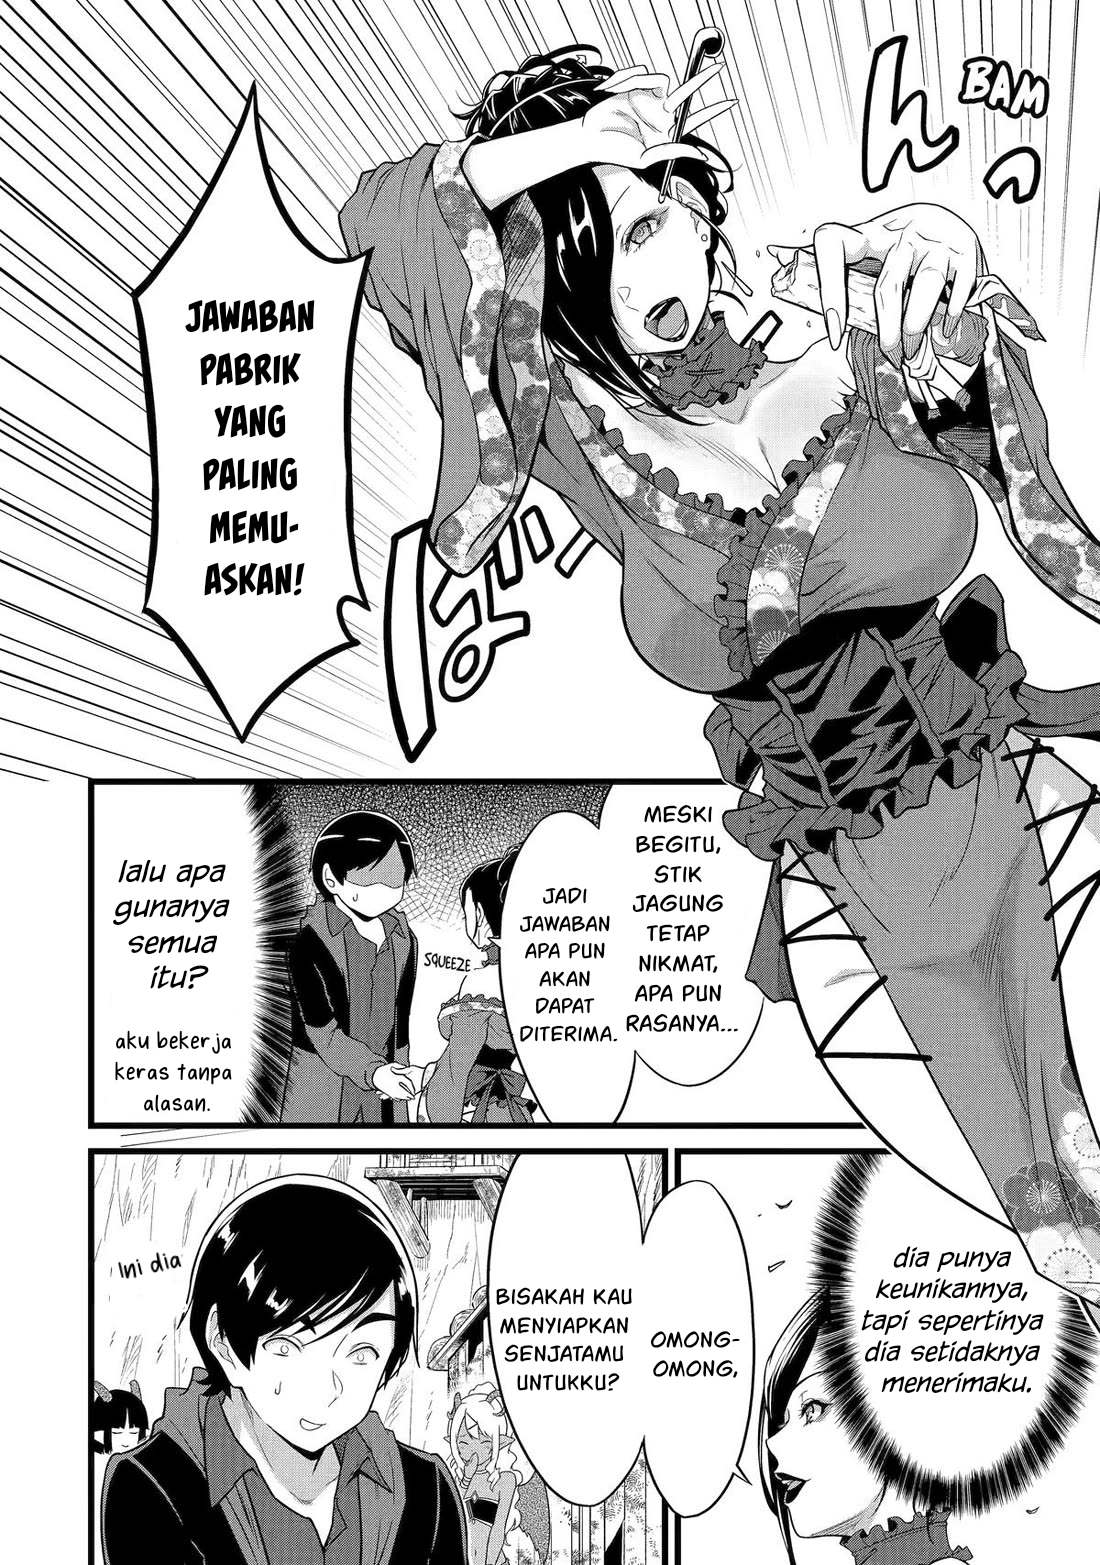 BAM
んっ
JAWABAN
PABRIK
YANG
PALING
MEMU-
ASKAN!
MESKI
BEGITU,
STIK
JAGUNG
TETAP
NIKMAT,
APA PUN
RASANYA...
JADI
JAWABAN
APA PUN
AKAN
DAPAT
DITERIMA.
SQUEEZE
lalu apa
gunanya
semua
itu?
aku bekerja
keras tanpa
alasan.
dia punya
keunikannya,
tapi sepertinya
dia setidaknya
menerimaku.
OMONG-
OMONG,
BISAKAH KAU
MENYIAPKAN
SENJATAMU
UNTUKKU?
Ini dia